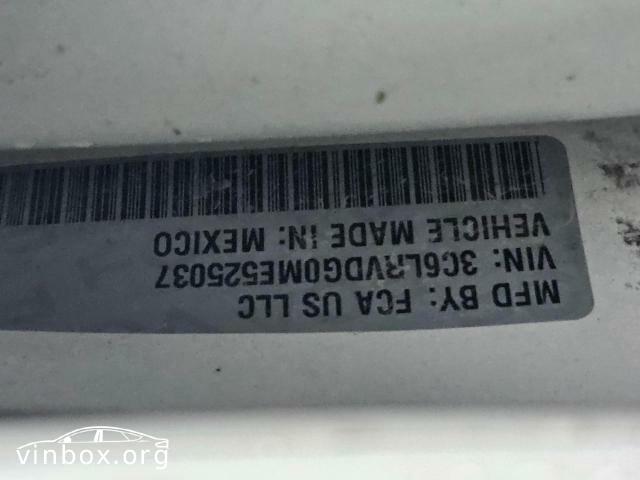 MFD BY: FCA US LLC
VIN: 3C6LRVDG0ME525037
VEHICLE MADE IN: MEXICO
vinbox.org